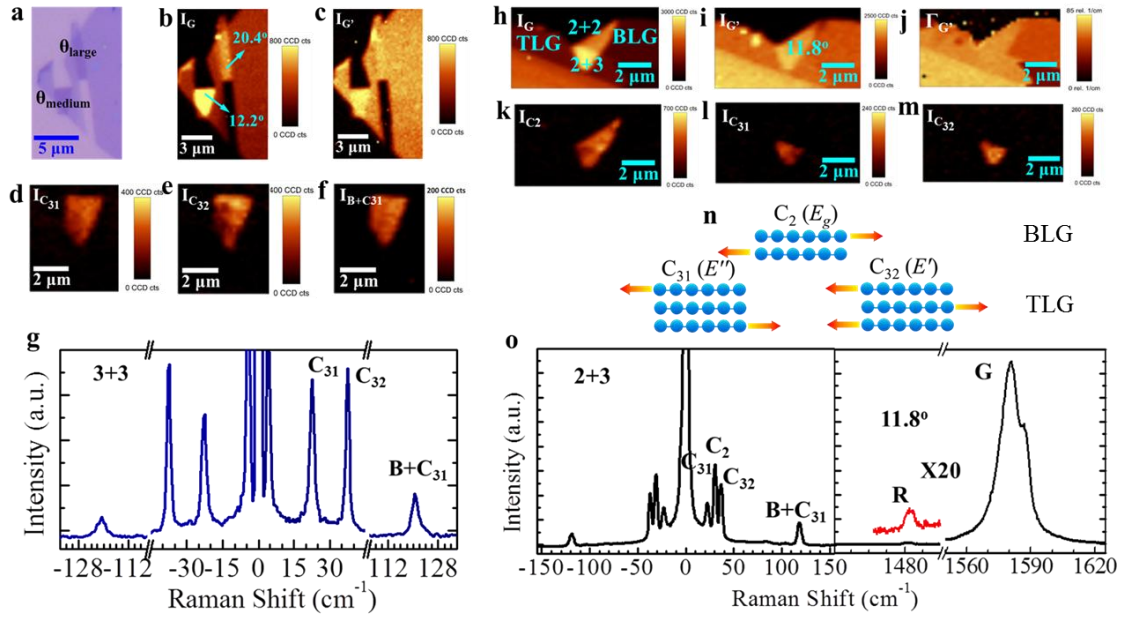 a
θlarge
θmedium
5 μm
b
IG
20.4°
12.2°
3 μm
800 CCD cts
0 CCD cts
c
IG'
3 μm
800 CCD cts
0 CCD cts
d
IC31
2 μm
400 CCD cts
0 CCD cts
e
IC32
2 μm
400 CCD cts
0 CCD cts
f
IB+C31
2 μm
200 CCD cts
0 CCD cts
g
3+3
C31
C32
B+C31
Intensity (a.u.)
-128 -112 -30 -15 0 15 30 112 128
Raman Shift (cm-1)
h
IG
TLG
2+2
BLG
2+3
2 μm
3000 CCD cts
0 CCD cts
i
IG'
11.8°
2 μm
2500 CCD cts
0 CCD cts
j
ΓG'
2 μm
85 rel. 1/cm
0 rel. 1/cm
k
IC2
2 μm
700 CCD cts
0 CCD cts
l
IC31
2 μm
240 CCD cts
0 CCD cts
m
IC32
2 μm
260 CCD cts
0 CCD cts
n
C2 (Eg)
BLG
C31 (E'')
C32 (E')
TLG
o
2+3
C31
C2
C32
B+C31
11.8°
X20
R
G
Intensity (a.u.)
-150 -100 -50 0 50 100 150 1480 1560 1590 1620
Raman Shift (cm-1)